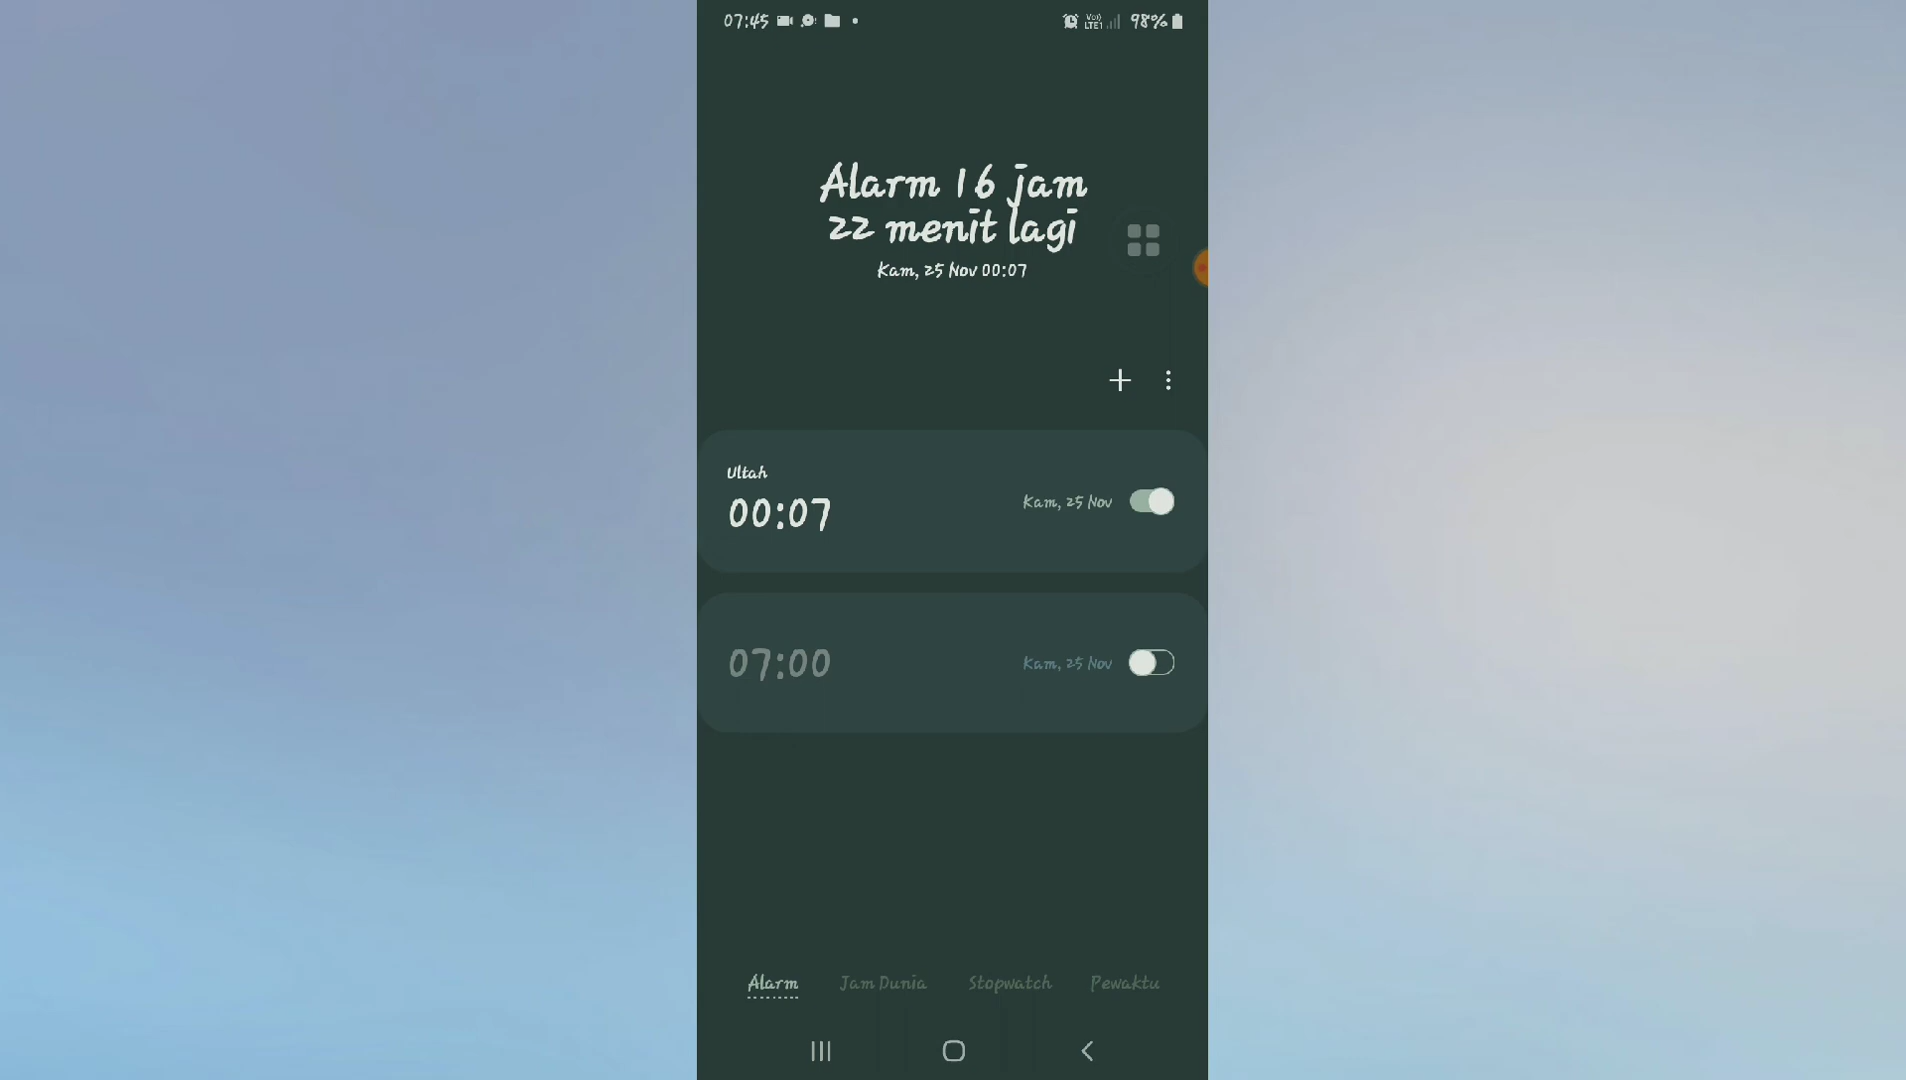 07:45
98%
Alarm 16 jam
22 menit lagi
Kam, 25 Nov 00:07
Ultah
00:07
Kam, 25 Nov
07:00
Kam, 25 Nov
Alarm
Jam Dunia
Stopwatch
Pewaktu